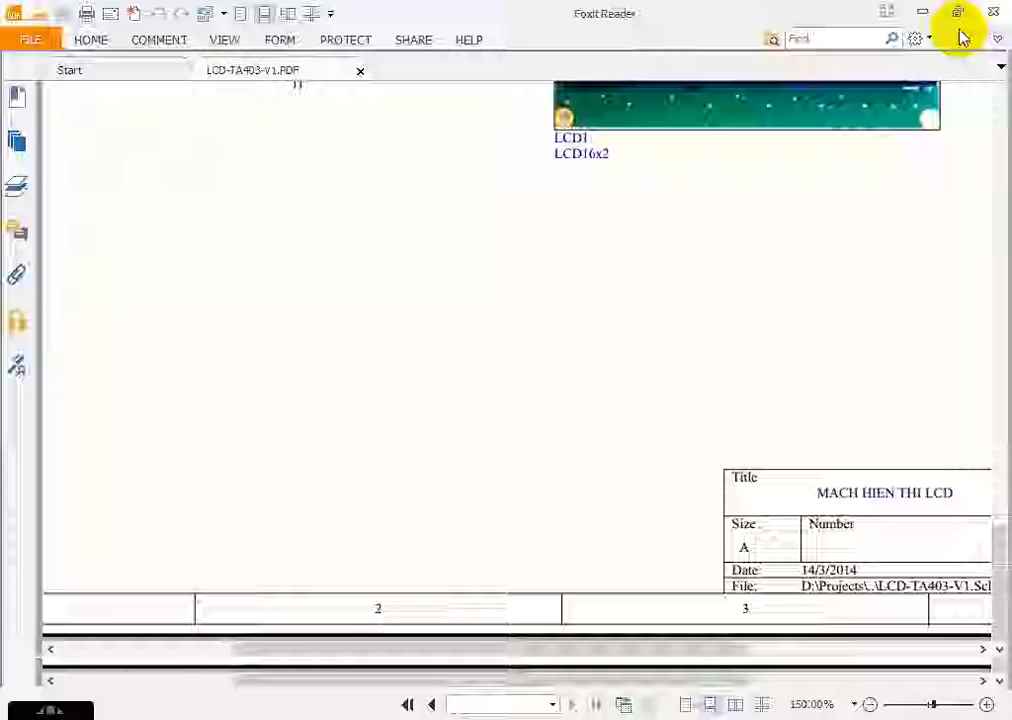 Foxit Reader
FILE HOME COMMENT VIEW FORM PROTECT SHARE HELP
Find
Start LCD-TA403-V1.PDF
LCD1
LCD16x2
Title
MACH HIEN THI LCD
Size Number
A
Date: 14/3/2014
File: D:\Projects\..\LCD-TA403-V1.Scl
2 3
150.00%